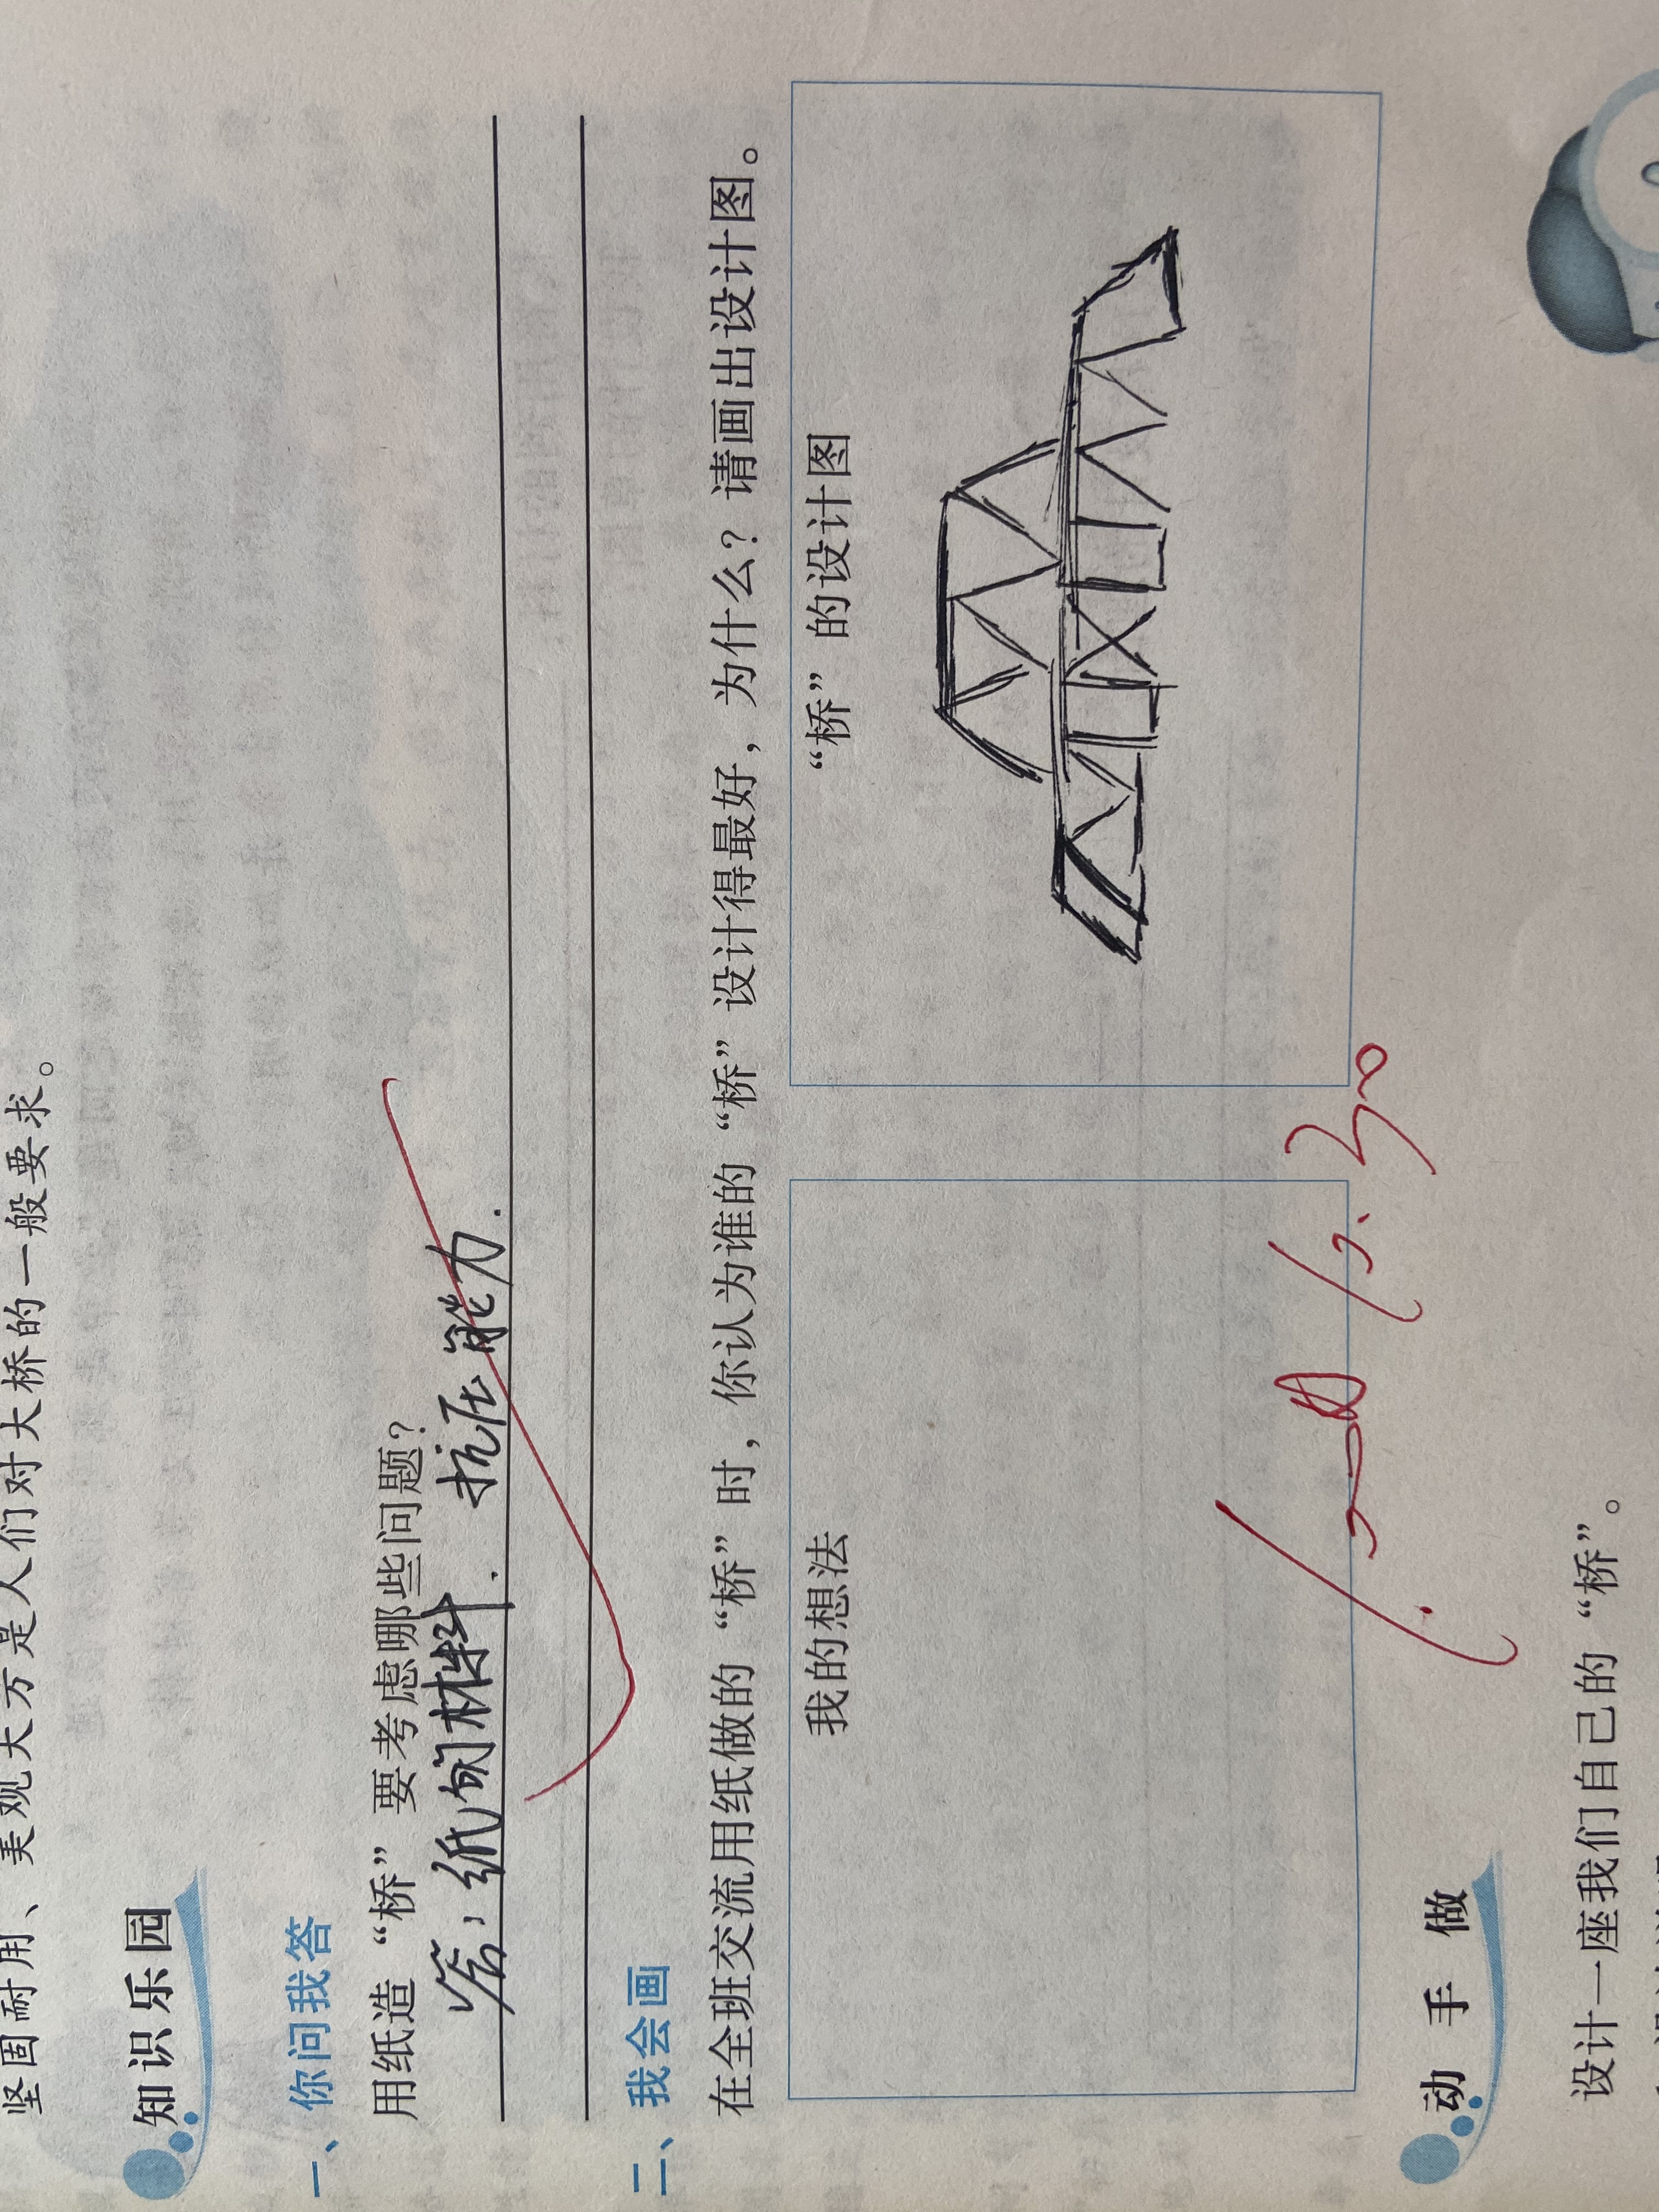 坚固耐用、美观大方是人们对大桥的一般要求。
知识乐园
一、你问我答
用纸造“桥”要考虑哪些问题?
答,纸的材料. 抗压能力.
二、我会画
在全班交流用纸做的“桥”时，你认为谁的“桥”设计得最好，为什么? 请画出设计图。
我的想法
“桥”的设计图
动手做
设计一座我们自己的“桥”。